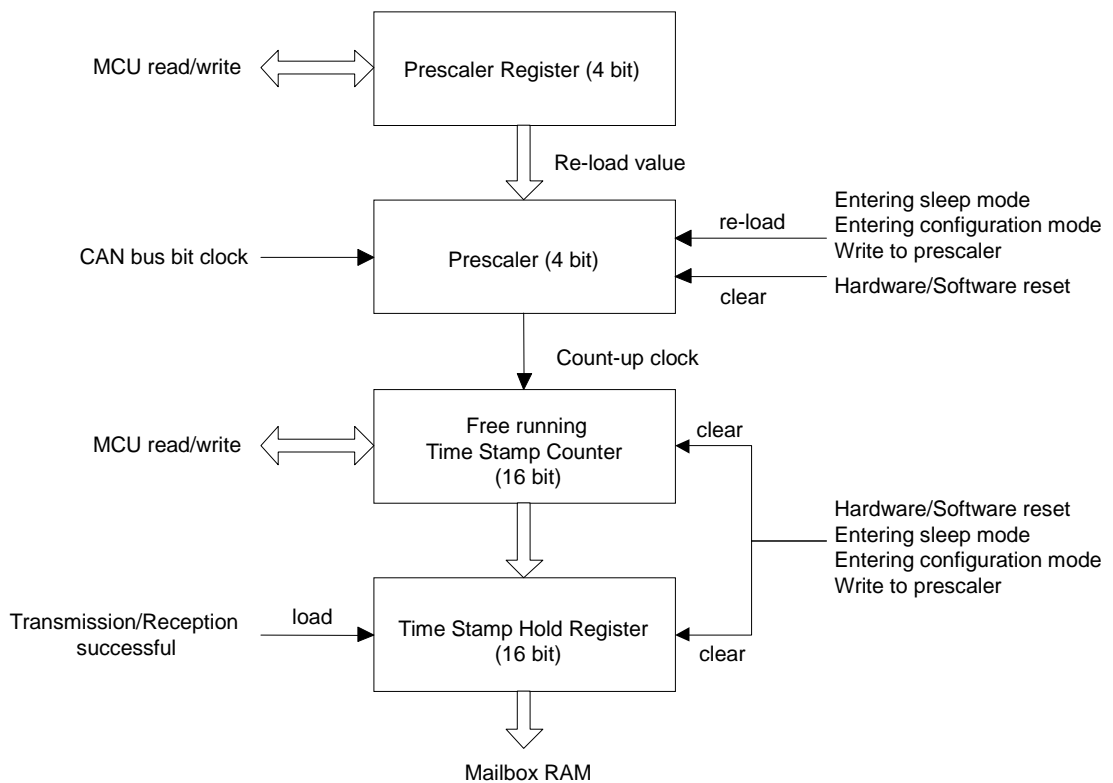 MCU read/write
Prescaler Register (4 bit)
Re-load value
CAN bus bit clock
Prescaler (4 bit)
re-load
Entering sleep mode
Entering configuration mode
Write to prescaler
clear
Hardware/Software reset
Count-up clock
MCU read/write
Free running
Time Stamp Counter
(16 bit)
clear
Hardware/Software reset
Entering sleep mode
Entering configuration mode
Write to prescaler
Transmission/Reception
successful
load
Time Stamp Hold Register
(16 bit)
clear
Mailbox RAM